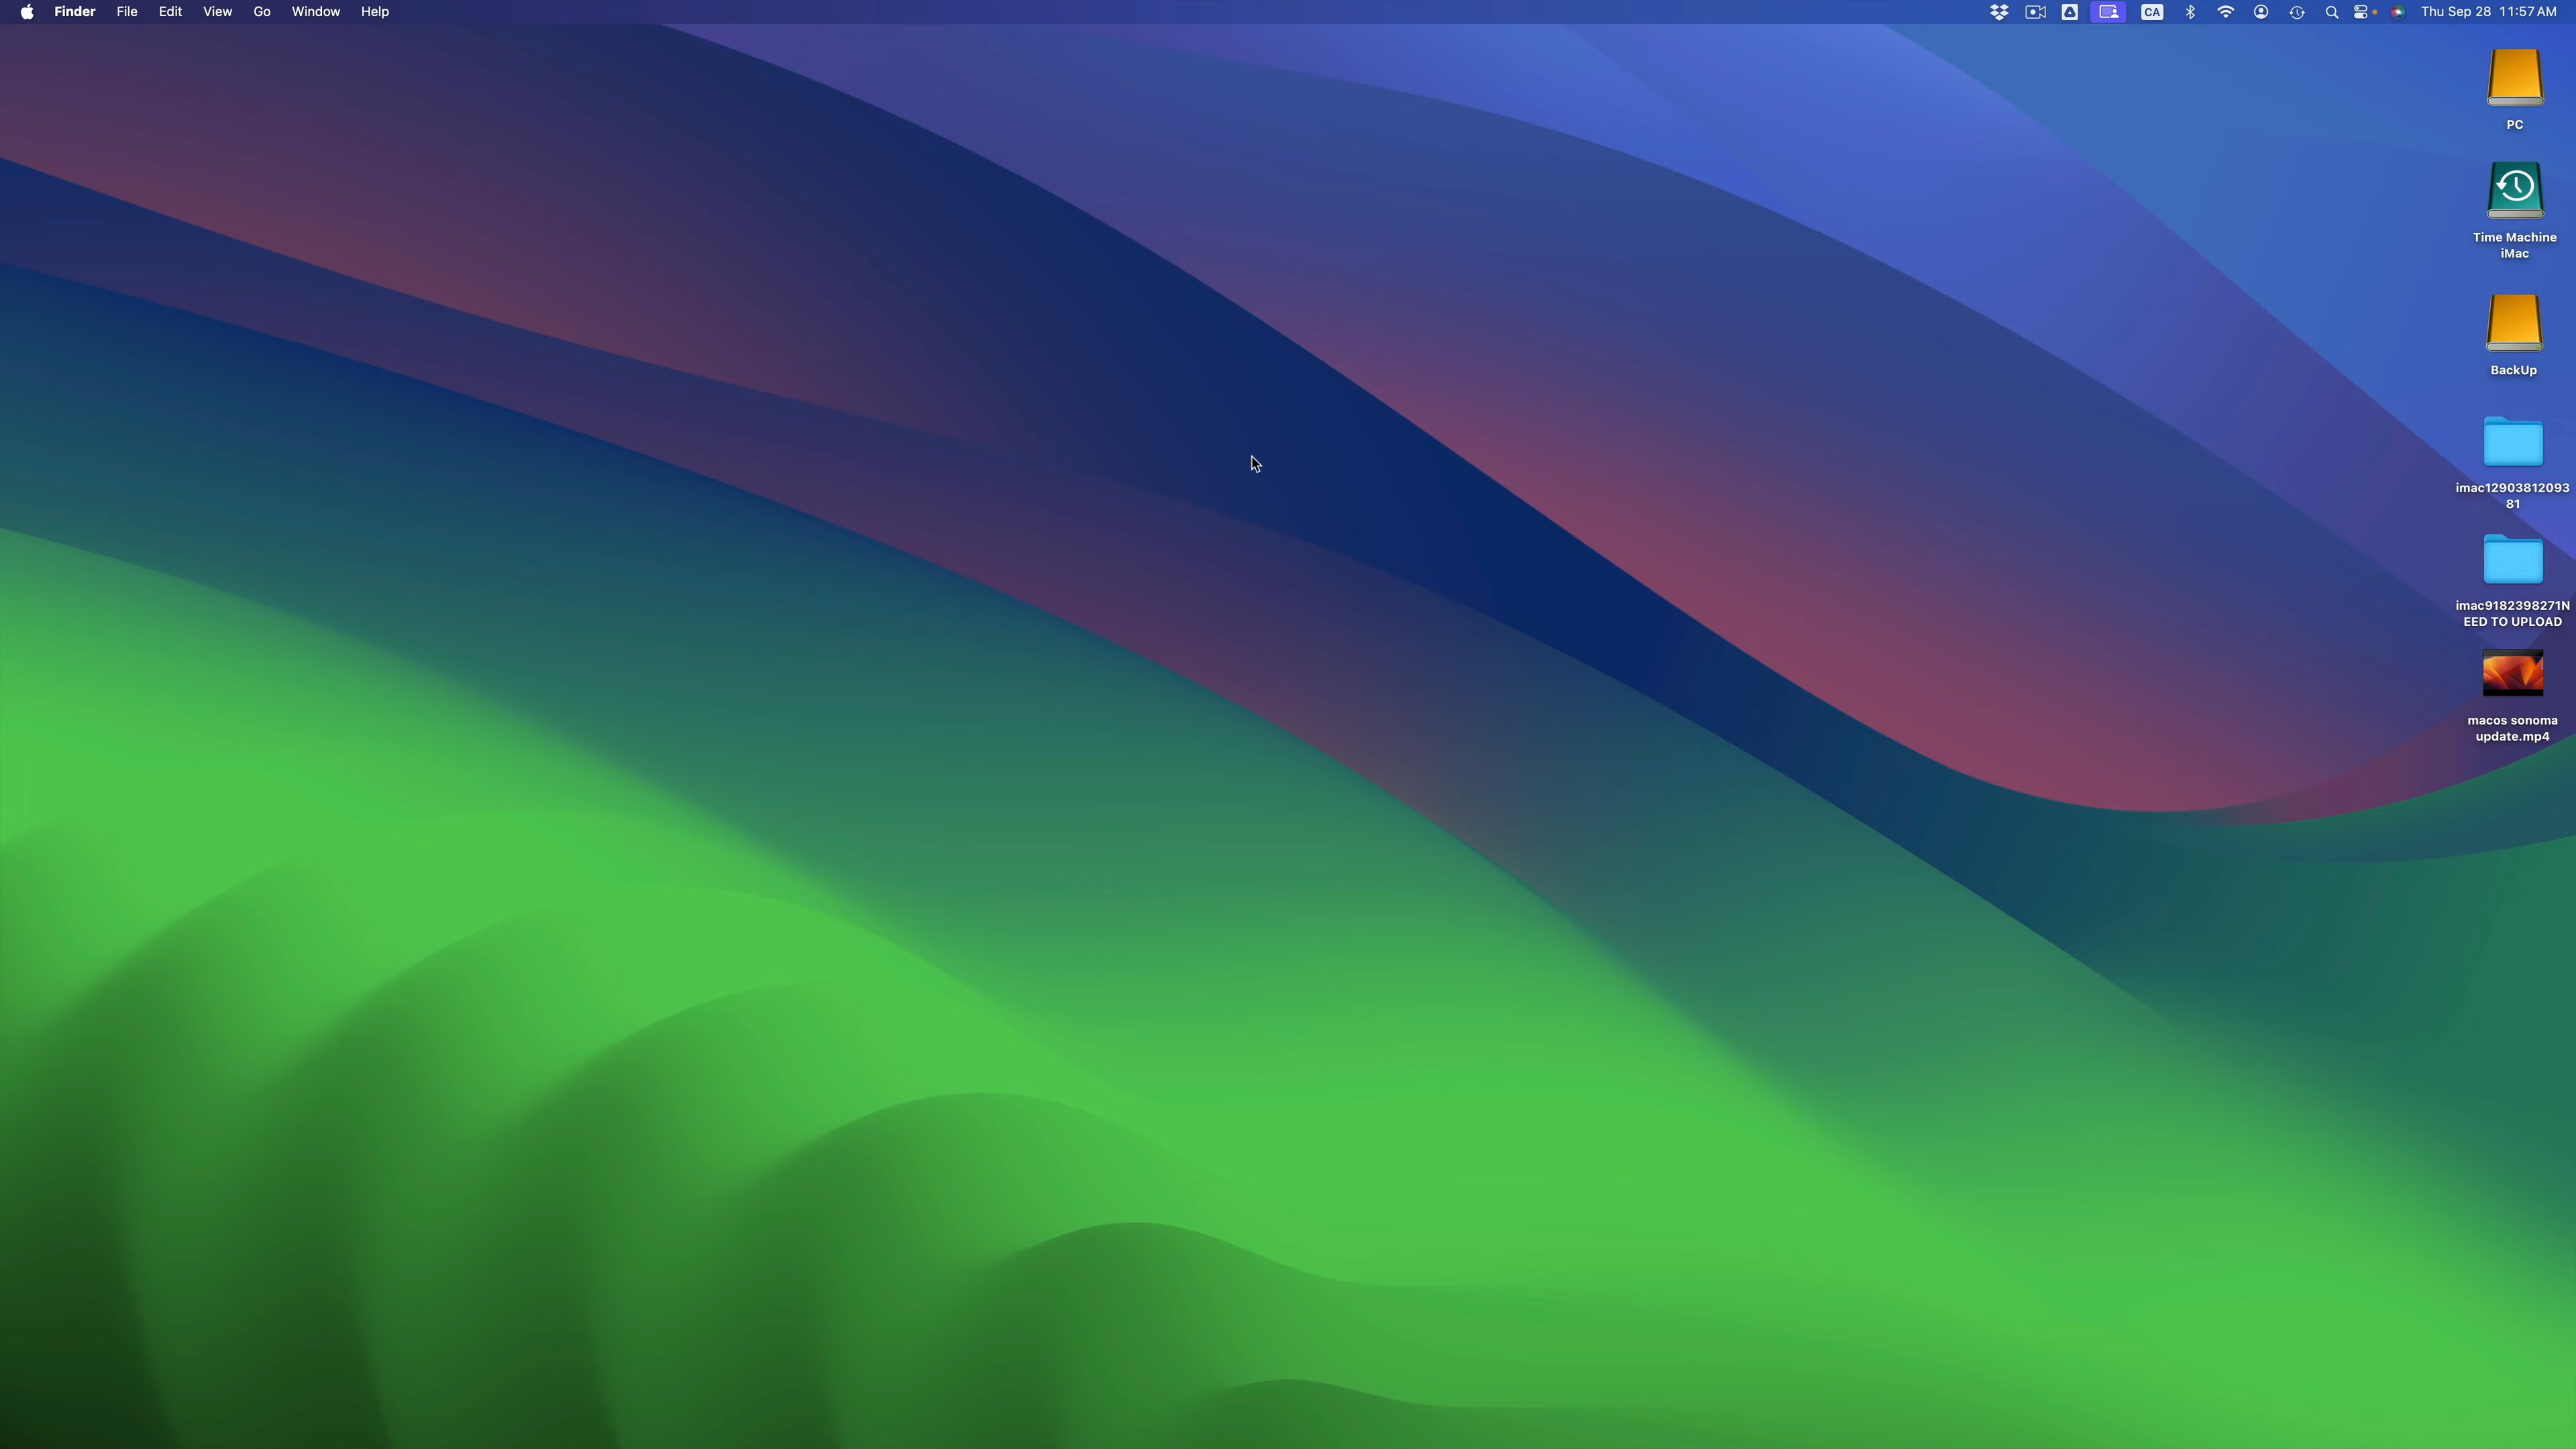 Finder File Edit View Go Window Help CA Thu Sep 28 11:57 AM
PC
Time Machine
iMac
BackUp
imac12903812093
81
imac9182398271N
EED TO UPLOAD
macos sonoma
update.mp4